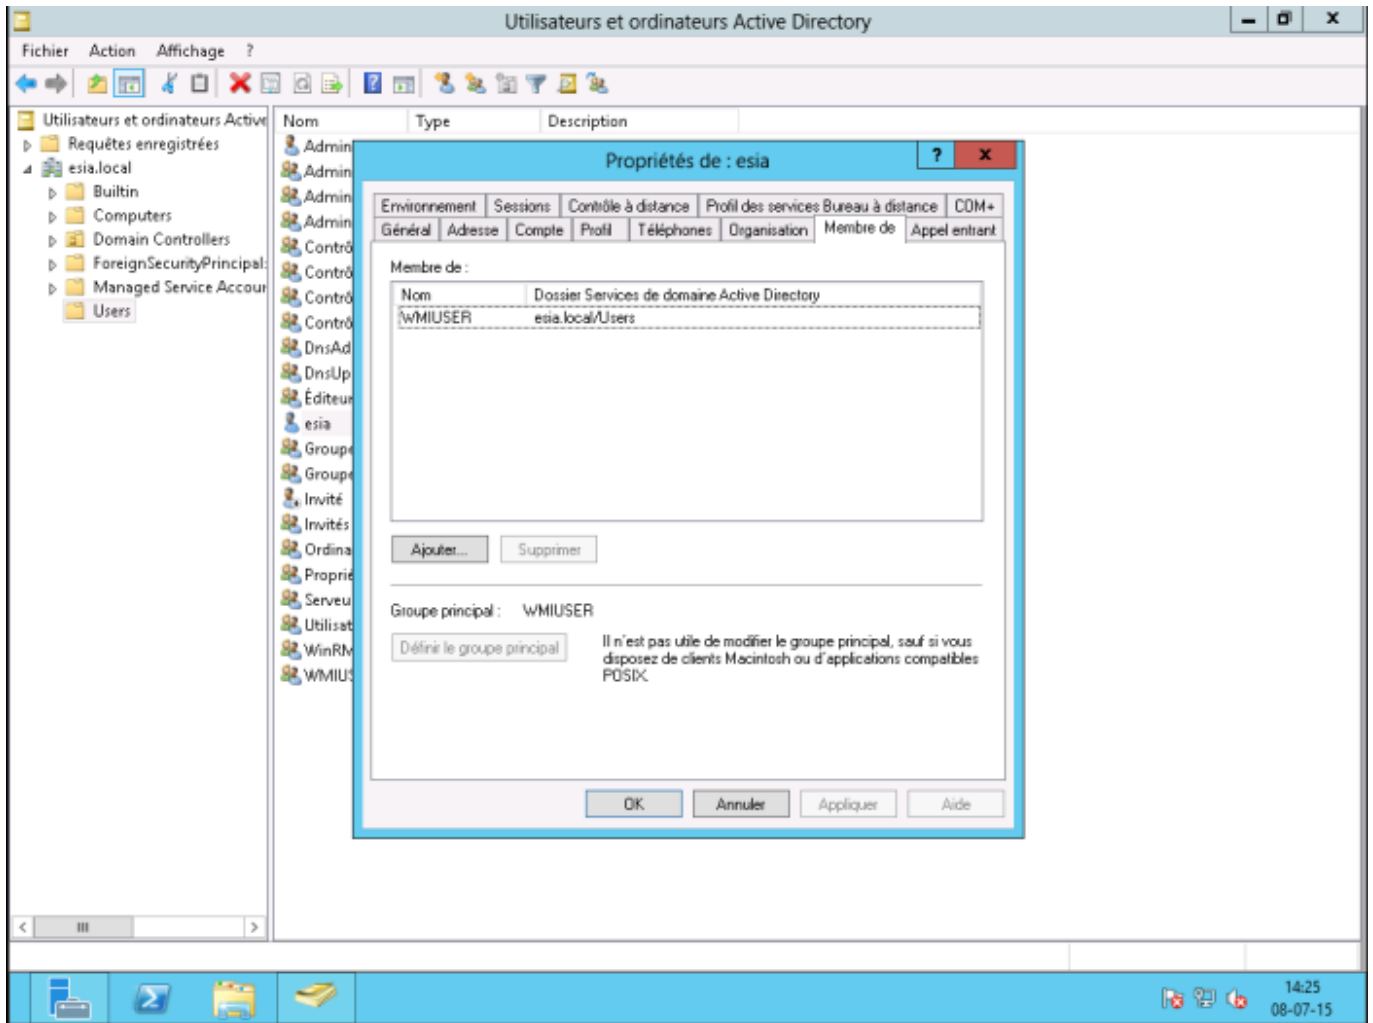 Utilisateurs et ordinateurs Active Directory
Fichier Action Affichage ?
Utilisateurs et ordinateurs Active
Requêtes enregistrées
esia.local
Builtin
Computers
Domain Controllers
ForeignSecurityPrincipal
Managed Service Accour
Users
Nom Type Description
Admin
Admin
Admin
Admin
Contrô
Contrô
Contrô
Contrô
DnsAd
DnsUp
Éditeur
esia
Groupe
Groupe
Invité
Invités
Ordina
Proprié
Serveu
Utilisat
WinRM
WMIUS
Propriétés de : esia
Environnement Sessions Contrôle à distance Profil des services Bureau à distance COM+
Général Adresse Compte Profil Téléphones Organisation Membre de Appel entrant
Membre de :
Nom Dossier Services de domaine Active Directory
WMIUSER esia.local/Users
Ajouter... Supprimer
Groupe principal : WMIUSER
Définir le groupe principal
Il n'est pas utile de modifier le groupe principal, sauf si vous
disposez de clients Macintosh ou d'applications compatibles
POSIX.
OK Annuler Appliquer Aide
14:25
08-07-15